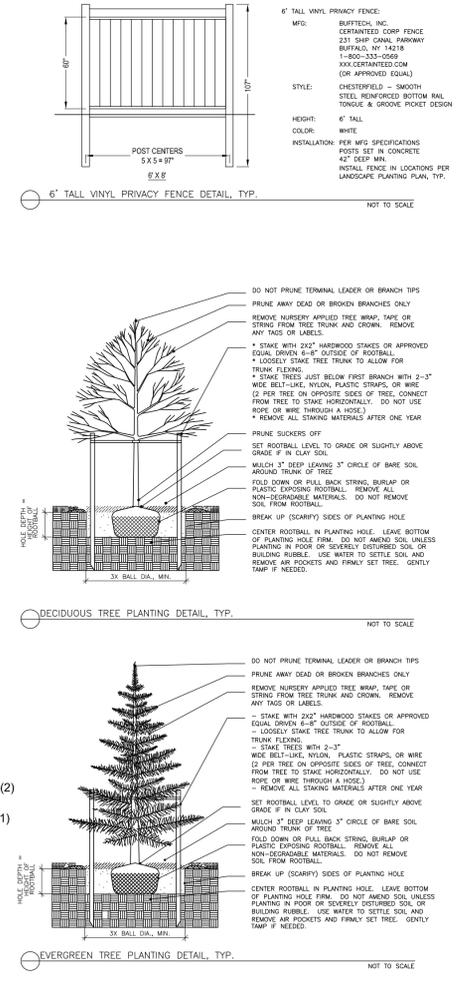 6' TALL VINYL PRIVACY FENCE:
MFG: BUFFTECH, INC.
CERTAINTEED CORP FENCE
231 SHIP CANAL PARKWAY
BUFFALO, NY 14218
1-800-333-0569
XXX.CERTAINTEED.COM
(OR APPROVED EQUAL)
STYLE: CHESTERFIELD - SMOOTH
STEEL REINFORCED BOTTOM RAIL
TONGUE & GROOVE PICKET DESIGN
HEIGHT: 6' TALL
COLOR: WHITE
INSTALLATION: PER MFG SPECIFICATIONS
POSTS SET IN CONCRETE
42" DEEP MIN.
INSTALL FENCE IN LOCATIONS PER
LANDSCAPE PLANTING PLAN, TYP.
60"
107"
POST CENTERS
5 X 5 = 97"
6' X 8'
6' TALL VINYL PRIVACY FENCE DETAIL, TYP.
NOT TO SCALE
DO NOT PRUNE TERMINAL LEADER OR BRANCH TIPS
PRUNE AWAY DEAD OR BROKEN BRANCHES ONLY
REMOVE NURSERY APPLIED TREE WRAP, TAPE OR
STRING FROM TREE TRUNK AND CROWN. REMOVE
ANY TAGS OR LABELS.
* STAKE WITH 2X2" HARDWOOD STAKES OR APPROVED
EQUAL DRIVEN 6-8" OUTSIDE OF ROOTBALL.
* LOOSELY STAKE TREE TRUNK TO ALLOW FOR
TRUNK FLEXING.
* STAKE TREES JUST BELOW FIRST BRANCH WITH 2-3"
WIDE BELT-LIKE, NYLON, PLASTIC STRAPS, OR WIRE
(2 PER TREE ON OPPOSITE SIDES OF TREE, CONNECT
FROM TREE TO STAKE HORIZONTALLY. DO NOT USE
ROPE OR WIRE THROUGH A HOSE.)
* REMOVE ALL STAKING MATERIALS AFTER ONE YEAR
PRUNE SUCKERS OFF
SET ROOTBALL LEVEL TO GRADE OR SLIGHTLY ABOVE
GRADE IF IN CLAY SOIL
MULCH 3" DEEP LEAVING 3" CIRCLE OF BARE SOIL
AROUND TRUNK OF TREE
FOLD DOWN OR PULL BACK STRING, BURLAP OR
PLASTIC EXPOSING ROOTBALL. REMOVE ALL
NON-DEGRADABLE MATERIALS. DO NOT REMOVE
SOIL FROM ROOTBALL.
BREAK UP (SCARIFY) SIDES OF PLANTING HOLE
CENTER ROOTBALL IN PLANTING HOLE. LEAVE BOTTOM
OF PLANTING HOLE FIRM. DO NOT AMEND SOIL UNLESS
PLANTING IN POOR OR SEVERELY DISTURBED SOIL OR
BUILDING RUBBLE. USE WATER TO SETTLE SOIL AND
REMOVE AIR POCKETS AND FIRMLY SET TREE. GENTLY
TAMP IF NEEDED.
HOLE DEPTH =
HEIGHT OF
ROOTBALL
3X BALL DIA., MIN.
DECIDUOUS TREE PLANTING DETAIL, TYP.
NOT TO SCALE
DO NOT PRUNE TERMINAL LEADER OR BRANCH TIPS
PRUNE AWAY DEAD OR BROKEN BRANCHES ONLY
REMOVE NURSERY APPLIED TREE WRAP, TAPE OR
STRING FROM TREE TRUNK AND CROWN. REMOVE
ANY TAGS OR LABELS.
- STAKE WITH 2X2" HARDWOOD STAKES OR APPROVED
EQUAL DRIVEN 6-8" OUTSIDE OF ROOTBALL.
- LOOSELY STAKE TREE TRUNK TO ALLOW FOR
TRUNK FLEXING.
- STAKE TREES WITH 2-3"
WIDE BELT-LIKE, NYLON, PLASTIC STRAPS, OR WIRE
(2 PER TREE ON OPPOSITE SIDES OF TREE, CONNECT
FROM TREE TO STAKE HORIZONTALLY. DO NOT USE
ROPE OR WIRE THROUGH A HOSE.)
- REMOVE ALL STAKING MATERIALS AFTER ONE YEAR
SET ROOTBALL LEVEL TO GRADE OR SLIGHTLY ABOVE
GRADE IF IN CLAY SOIL
MULCH 3" DEEP LEAVING 3" CIRCLE OF BARE SOIL
AROUND TRUNK OF TREE
FOLD DOWN OR PULL BACK STRING, BURLAP OR
PLASTIC EXPOSING ROOTBALL. REMOVE ALL
NON-DEGRADABLE MATERIALS. DO NOT REMOVE
SOIL FROM ROOTBALL.
BREAK UP (SCARIFY) SIDES OF PLANTING HOLE
CENTER ROOTBALL IN PLANTING HOLE. LEAVE BOTTOM
OF PLANTING HOLE FIRM. DO NOT AMEND SOIL UNLESS
PLANTING IN POOR OR SEVERELY DISTURBED SOIL OR
BUILDING RUBBLE. USE WATER TO SETTLE SOIL AND
REMOVE AIR POCKETS AND FIRMLY SET TREE. GENTLY
TAMP IF NEEDED.
(2)
1)
HOLE DEPTH =
HEIGHT OF
ROOTBALL
3X BALL DIA., MIN.
EVERGREEN TREE PLANTING DETAIL, TYP.
NOT TO SCALE